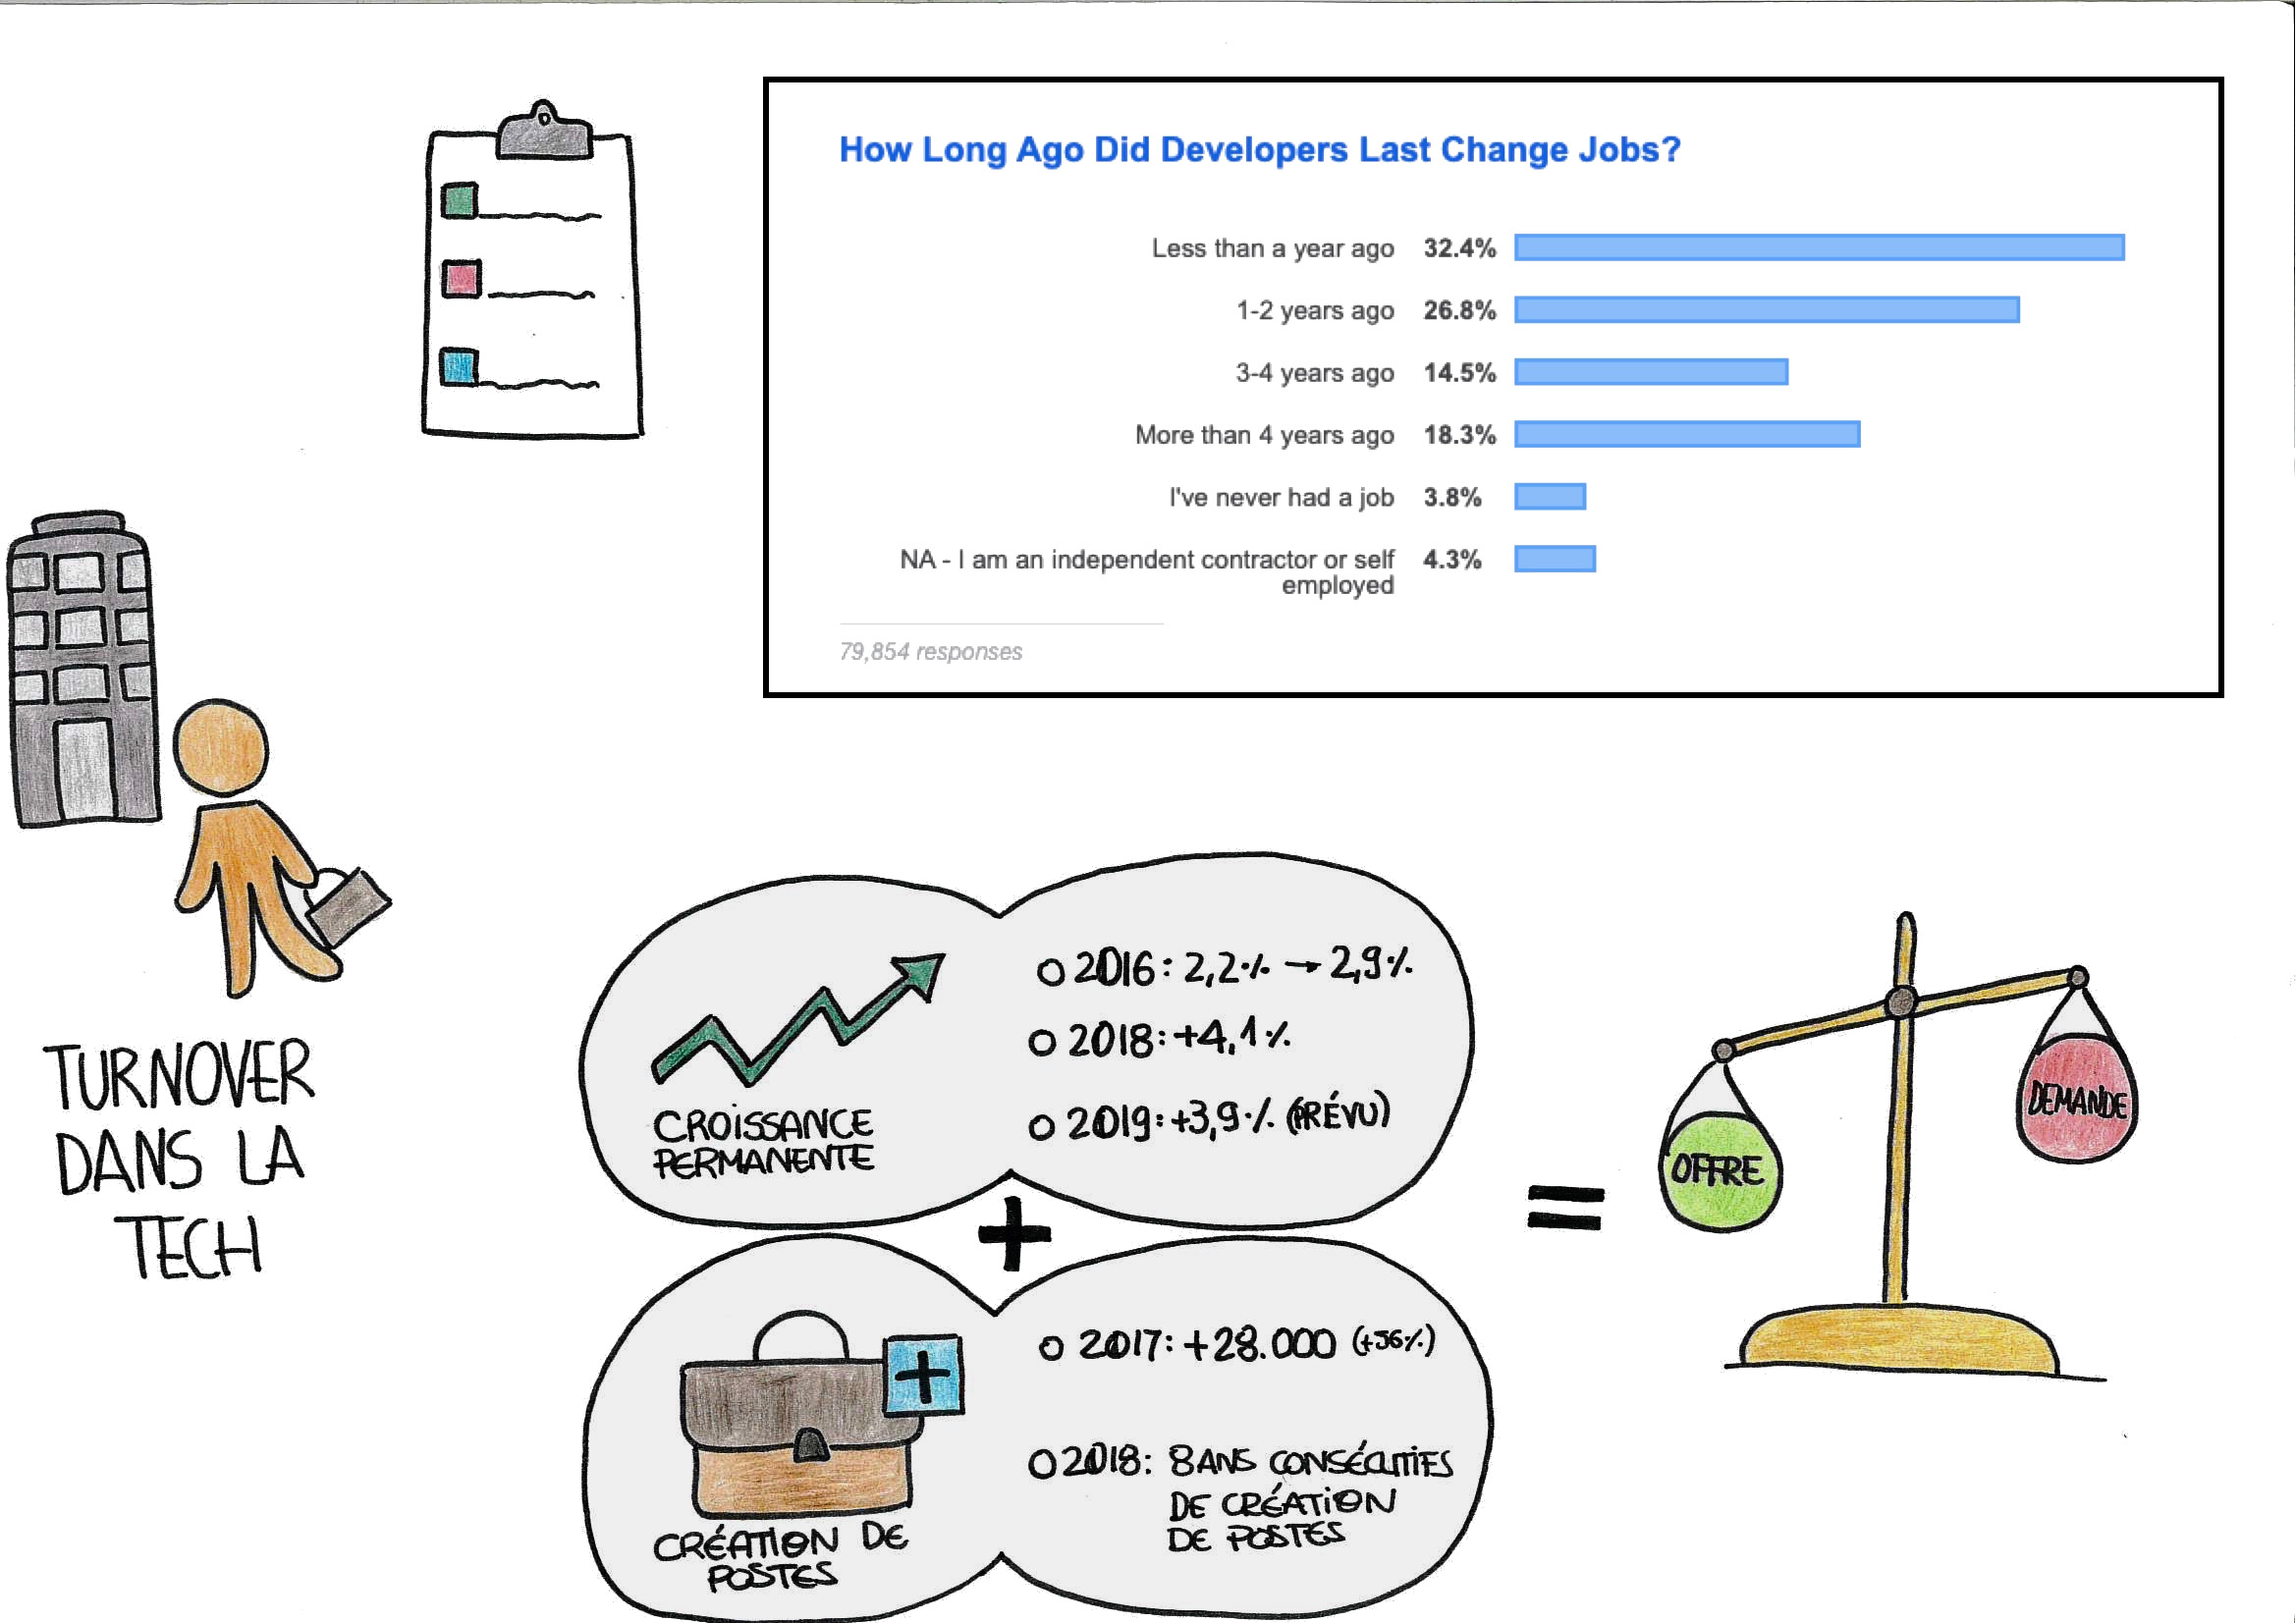 How Long Ago Did Developers Last Change Jobs?
Less than a year ago 32.4%
1-2 years ago 26.8%
3-4 years ago 14.5%
More than 4 years ago 18.3%
I've never had a job 3.8%
NA - I am an independent contractor or self 4.3%
employed
79,854 responses
TURNOVER
DANS LA
TECH
CROISSANCE
PERMANENTE
2016: 2,2% → 2,9%
2018: +4,1%
2019: +3,9% (PRÉVU)
+
CRÉATION DE
POSTES
2017: +28.000 (+36%)
2018: 8 ANS CONSÉCUTIFS
DE CRÉATION
DE POSTES
=
OFFRE
DEMANDE